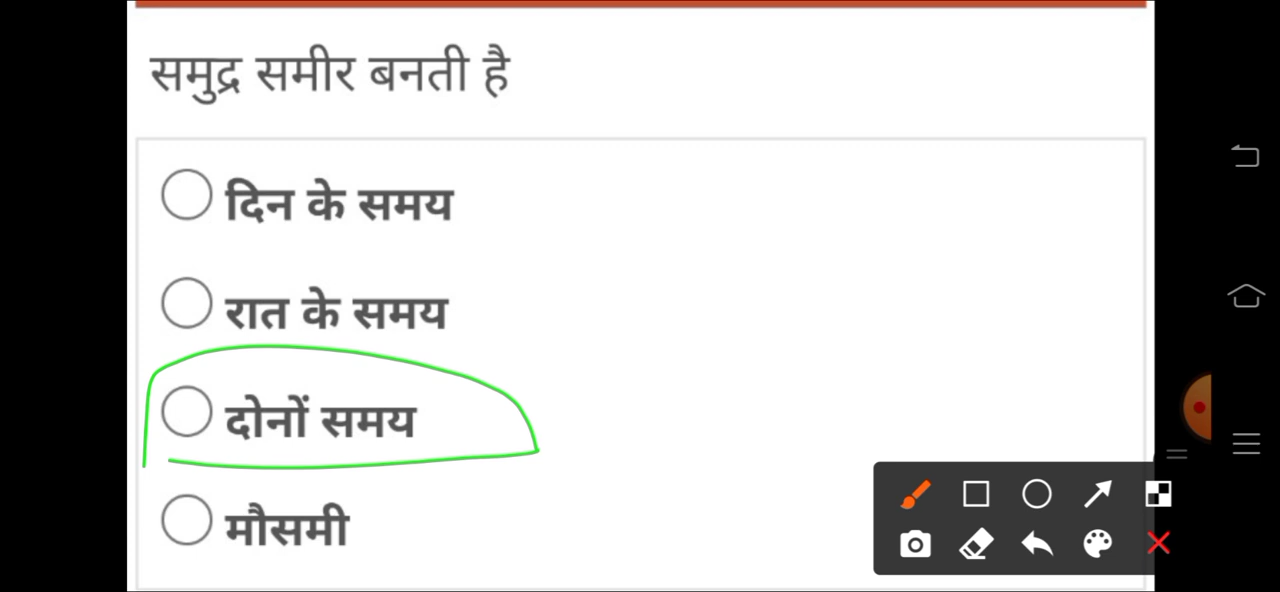 समुद्र समीर बनती है
दिन के समय
रात के समय
दोनों समय
मौसमी